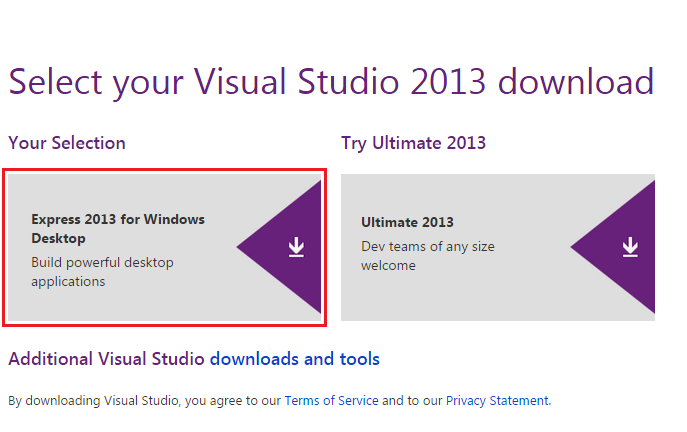 Select your Visual Studio 2013 download
Your Selection
Express 2013 for Windows
Desktop
Build powerful desktop
applications
Try Ultimate 2013
Ultimate 2013
Dev teams of any size
welcome
Additional Visual Studio downloads and tools
By downloading Visual Studio, you agree to our Terms of Service and to our Privacy Statement.